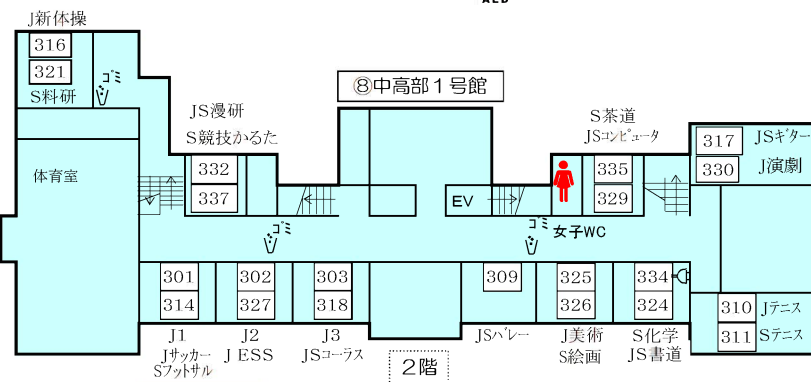 AED
J新体操
316
321
S料研
ゴミ
⑧中高部1号館
JS漫研
S競技かるた
332
337
S茶道
JSコンピュータ
335
329
317
JSギター
330
J演劇
体育室
EV
ゴミ
ゴミ
女子WC
301
314
302
327
303
318
309
325
326
334
324
310
Jテニス
311
Sテニス
J1
Jサッカー
Sフットサル
J2
J ESS
J3
JSコーラス
JSバレー
J美術
S絵画
S化学
JS書道
2階